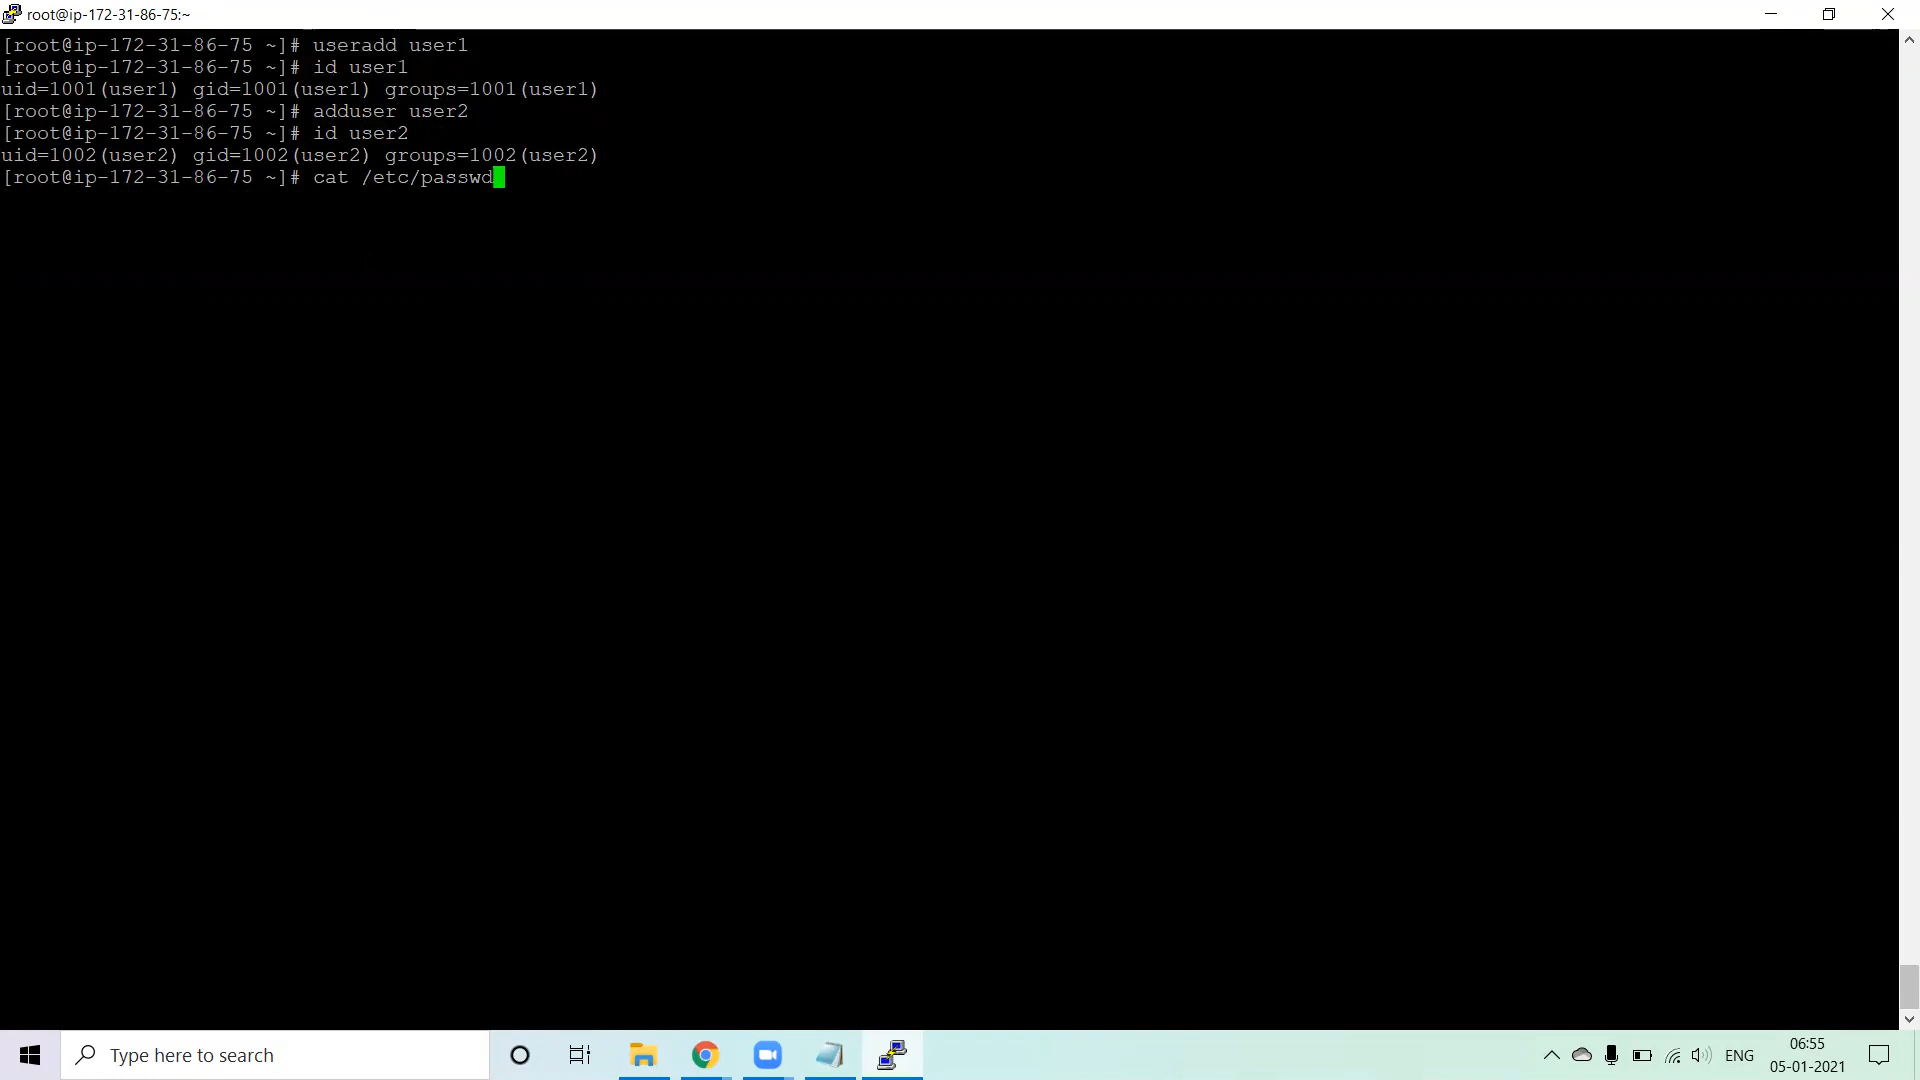 root@ip-172-31-86-75:~
[root@ip-172-31-86-75 ~]# useradd user1
[root@ip-172-31-86-75 ~]# id user1
uid=1001(user1) gid=1001(user1) groups=1001(user1)
[root@ip-172-31-86-75 ~]# adduser user2
[root@ip-172-31-86-75 ~]# id user2
uid=1002(user2) gid=1002(user2) groups=1002(user2)
[root@ip-172-31-86-75 ~]# cat /etc/passwd
Type here to search
ENG
06:55
05-01-2021